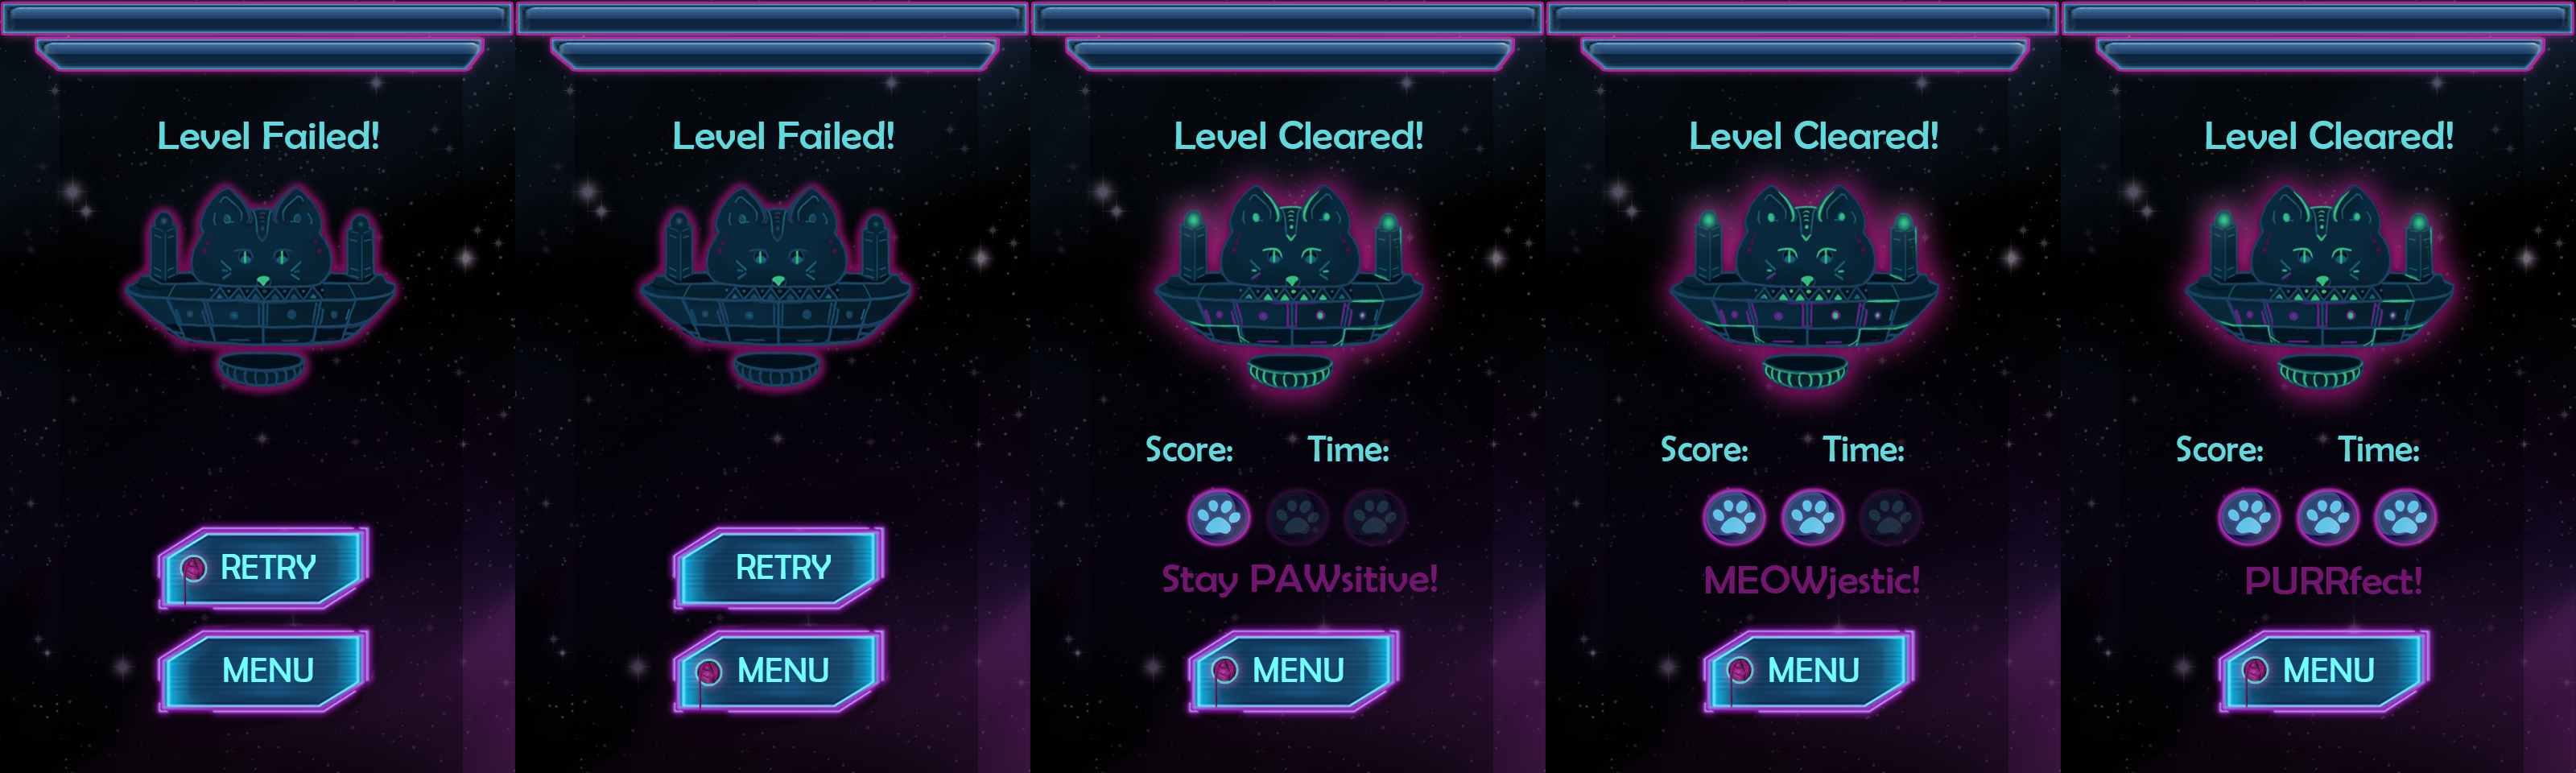 Level Failed!
RETRY
MENU
Level Failed!
RETRY
MENU
Level Cleared!
Score: Time:
Stay PAWsitive!
MENU
Level Cleared!
Score: Time:
MEOWjestic!
MENU
Level Cleared!
Score: Time:
PURRfect!
MENU